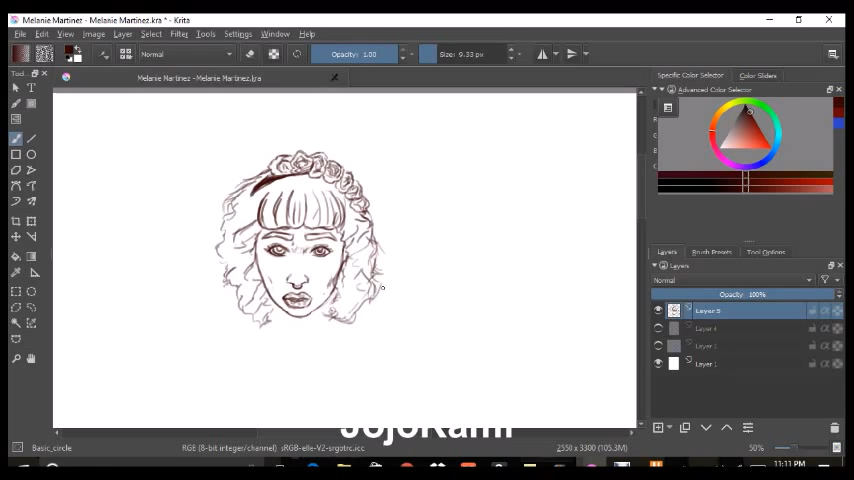 Melanie Martinez - Melanie Martinez.kra * - Krita
File Edit View Image Layer Select Filter Tools Settings Window Help
Normal Opacity: 1.00 Size: 9.33 px
Tool.. Melanie Martinez -Melanie Martinez.kra Specific Color Selector Color Sliders
Advanced Color Selector
Layers Brush Presets Tool Options
Layers
Normal
Opacity: 100%
Layer 5
Layer 4
Layer 1
JojoKami
Basic_circle RGB (8-bit integer/channel) sRGB-elle-V2-srgbtrc.icc 2550 x 3300 (105.3M) 50%
11:11 PM